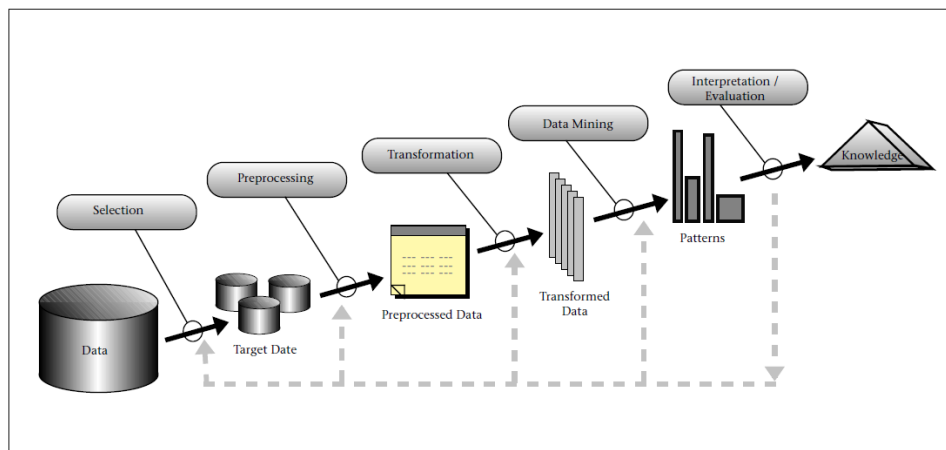 Interpretation /
Evaluation
Data Mining
Transformation
Preprocessing
Selection
Data
Target Date
Preprocessed Data
Transformed
Data
Patterns
Knowledge